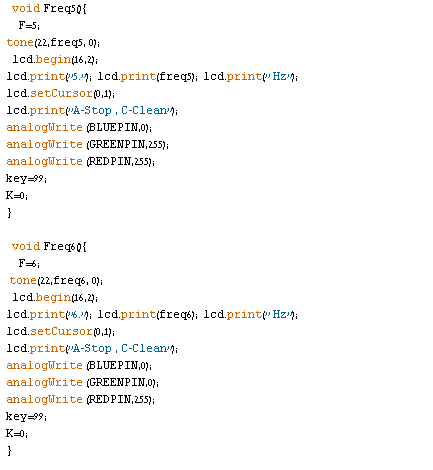 void Freq5(){
F=5;
tone(22,freq5, 0);
lcd.begin(16,2);
lcd.print("5."); lcd.print(freq5); lcd.print(" Hz");
lcd.setCursor(0,1);
lcd.print("A-Stop , C-Clean");
analogWrite (BLUEPIN,0);
analogWrite (GREENPIN,255);
analogWrite (REDPIN,255);
key=99;
K=0;
}
void Freq6(){
F=6;
tone(22,freq6, 0);
lcd.begin(16,2);
lcd.print("6."); lcd.print(freq6); lcd.print(" Hz");
lcd.setCursor(0,1);
lcd.print("A-Stop , C-Clean");
analogWrite (BLUEPIN,0);
analogWrite (GREENPIN,0);
analogWrite (REDPIN,255);
key=99;
K=0;
}